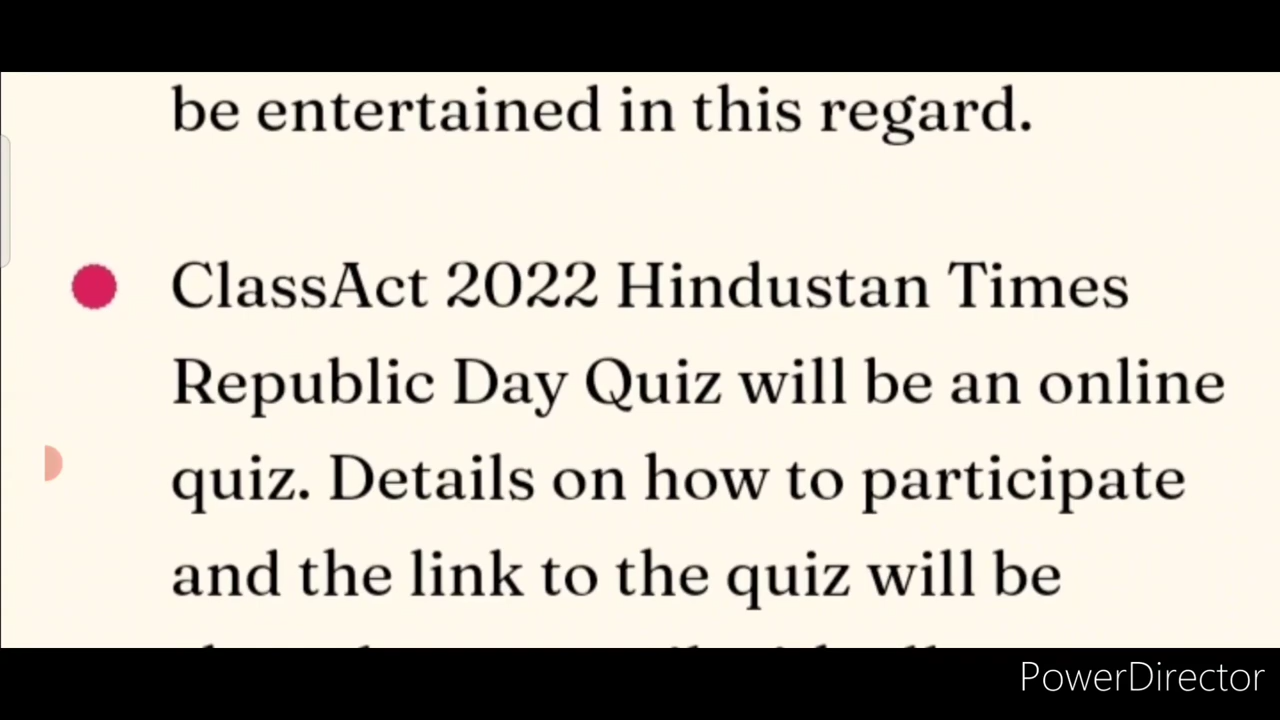 be entertained in this regard.
ClassAct 2022 Hindustan Times
Republic Day Quiz will be an online
quiz. Details on how to participate
and the link to the quiz will be
PowerDirector